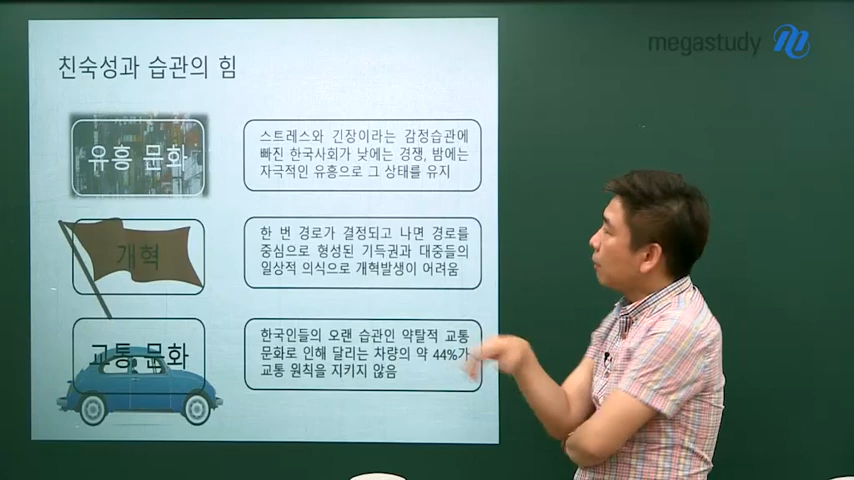 친숙성과 습관의 힘
megastudy
유흥 문화
스트레스와 긴장이라는 감정습관에
빠진 한국사회가 낮에는 경쟁, 밤에는
자극적인 유흥으로 그 상태를 유지
개혁
한 번 경로가 결정되고 나면 경로를
중심으로 형성된 기득권과 대중들의
일상적 의식으로 개혁발생이 어려움
교통 문화
한국인들의 오랜 습관인 약탈적 교통
문화로 인해 달리는 차량의 약 44%가
교통 원칙을 지키지 않음